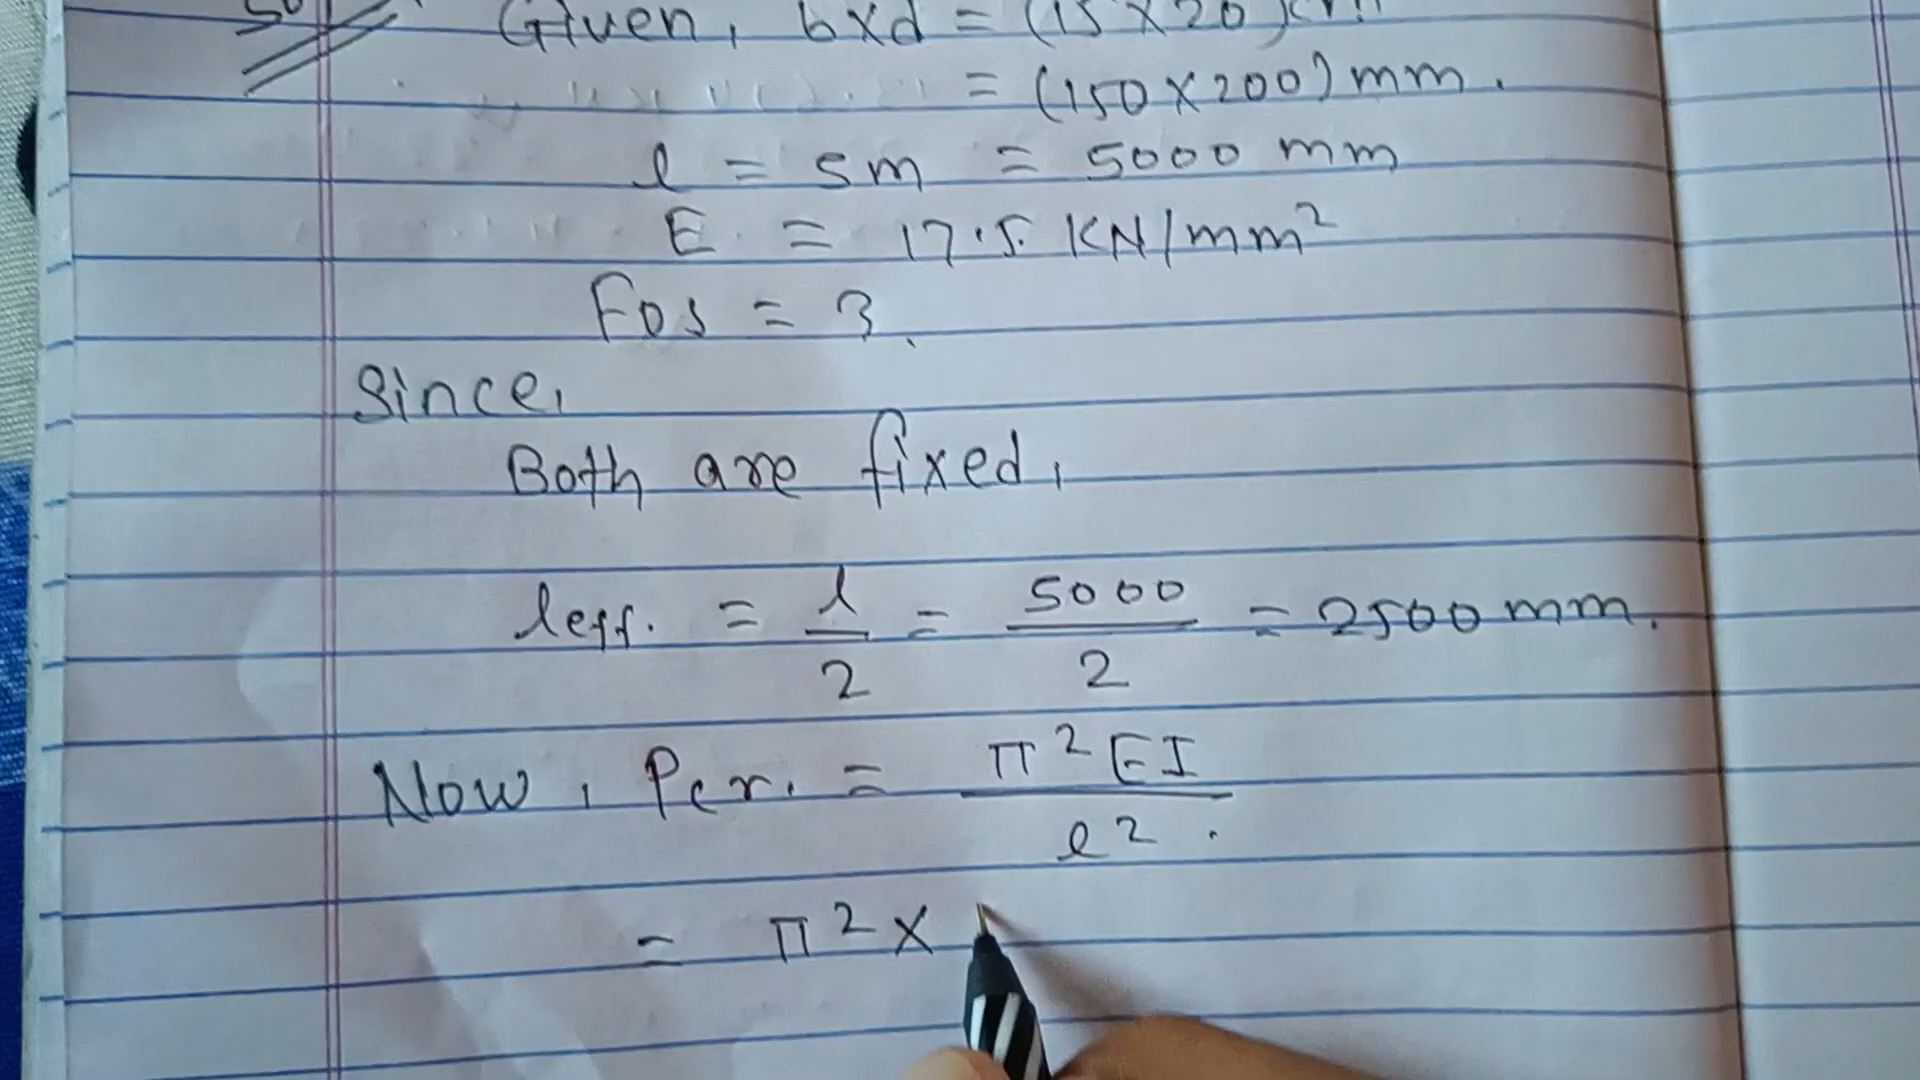 Given, b×d = (15×20)cm
= (150×200) mm.
l = 5m = 5000 mm
E = 17.5 KN/mm²
FOS = 3.
Since,
Both are fixed,
leff. = l/2 = 5000/2 = 2500 mm.
Now, Pcr. = π²EI/l².
= π² ×